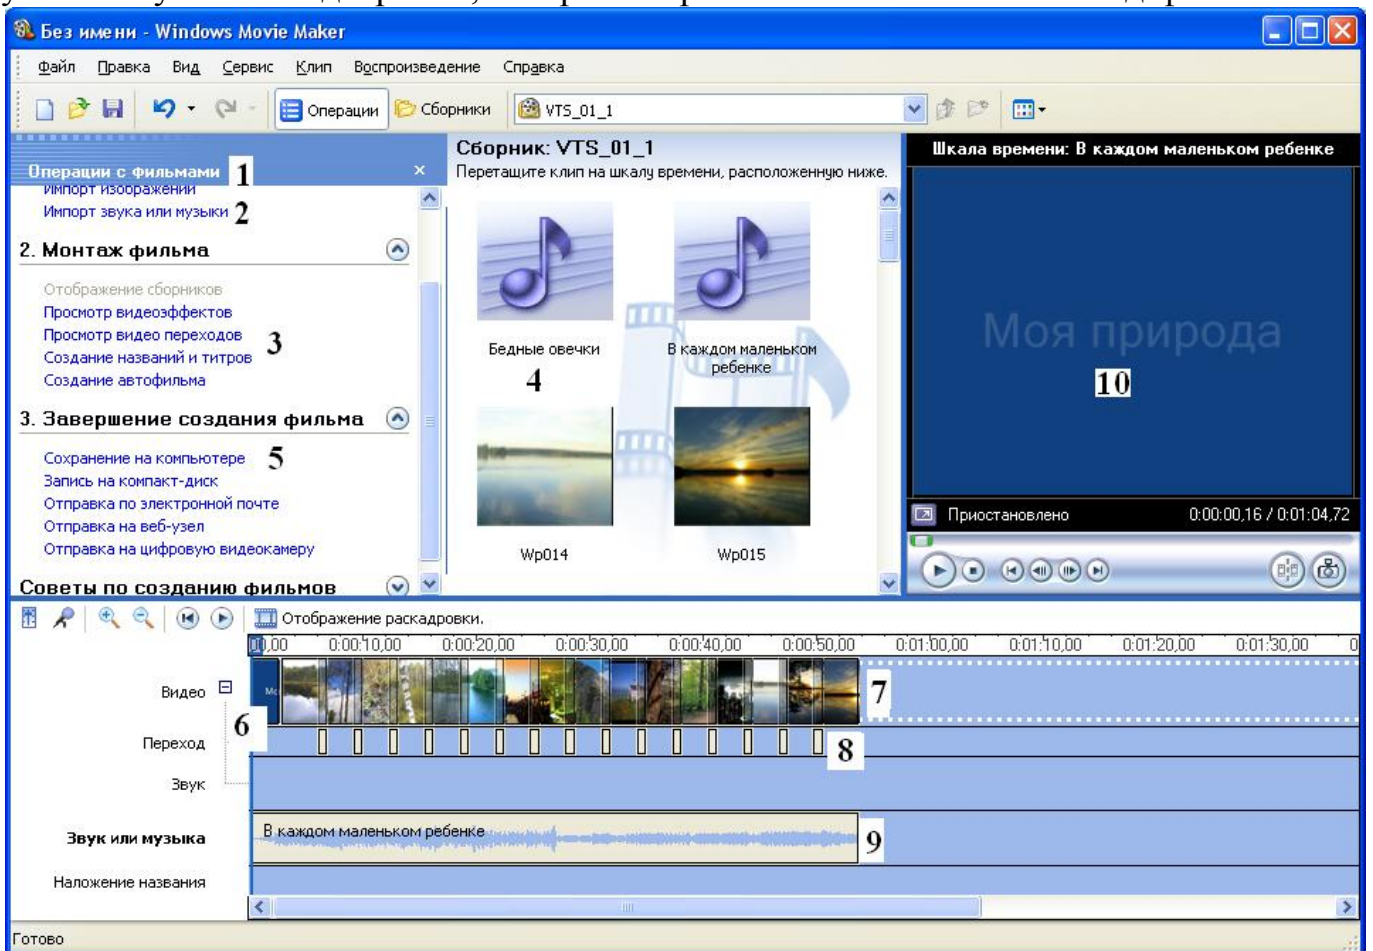 Без имени - Windows Movie Maker
Файл Правка Вид Сервис Клип Воспроизведение Справка
Операции Сборники VTS_01_1
Операции с фильмами 1 ×
Импорт изображений
Импорт звука или музыки 2
2. Монтаж фильма
Отображение сборников
Просмотр видеоэффектов
Просмотр видео переходов
3
Создание названий и титров
Создание автофильма
3. Завершение создания фильма
Сохранение на компьютере 5
Запись на компакт-диск
Отправка по электронной почте
Отправка на веб-узел
Отправка на цифровую видеокамеру
Советы по созданию фильмов
Сборник: VTS_01_1
Перетащите клип на шкалу времени, расположенную ниже.
Бедные овечки
4
В каждом маленьком
ребенке
Wp014
Wp015
Шкала времени: В каждом маленьком ребенке
Моя природа
10
Приостановлено 0:00:00,16 / 0:01:04,72
Отображение раскадровки.
0,00 0:00:10,00 0:00:20,00 0:00:30,00 0:00:40,00 0:00:50,00 0:01:00,00 0:01:10,00 0:01:20,00 0:01:30,00 0
Видео 7
6
Переход 8
Звук
Звук или музыка В каждом маленьком ребенке 9
Наложение названия
Готово